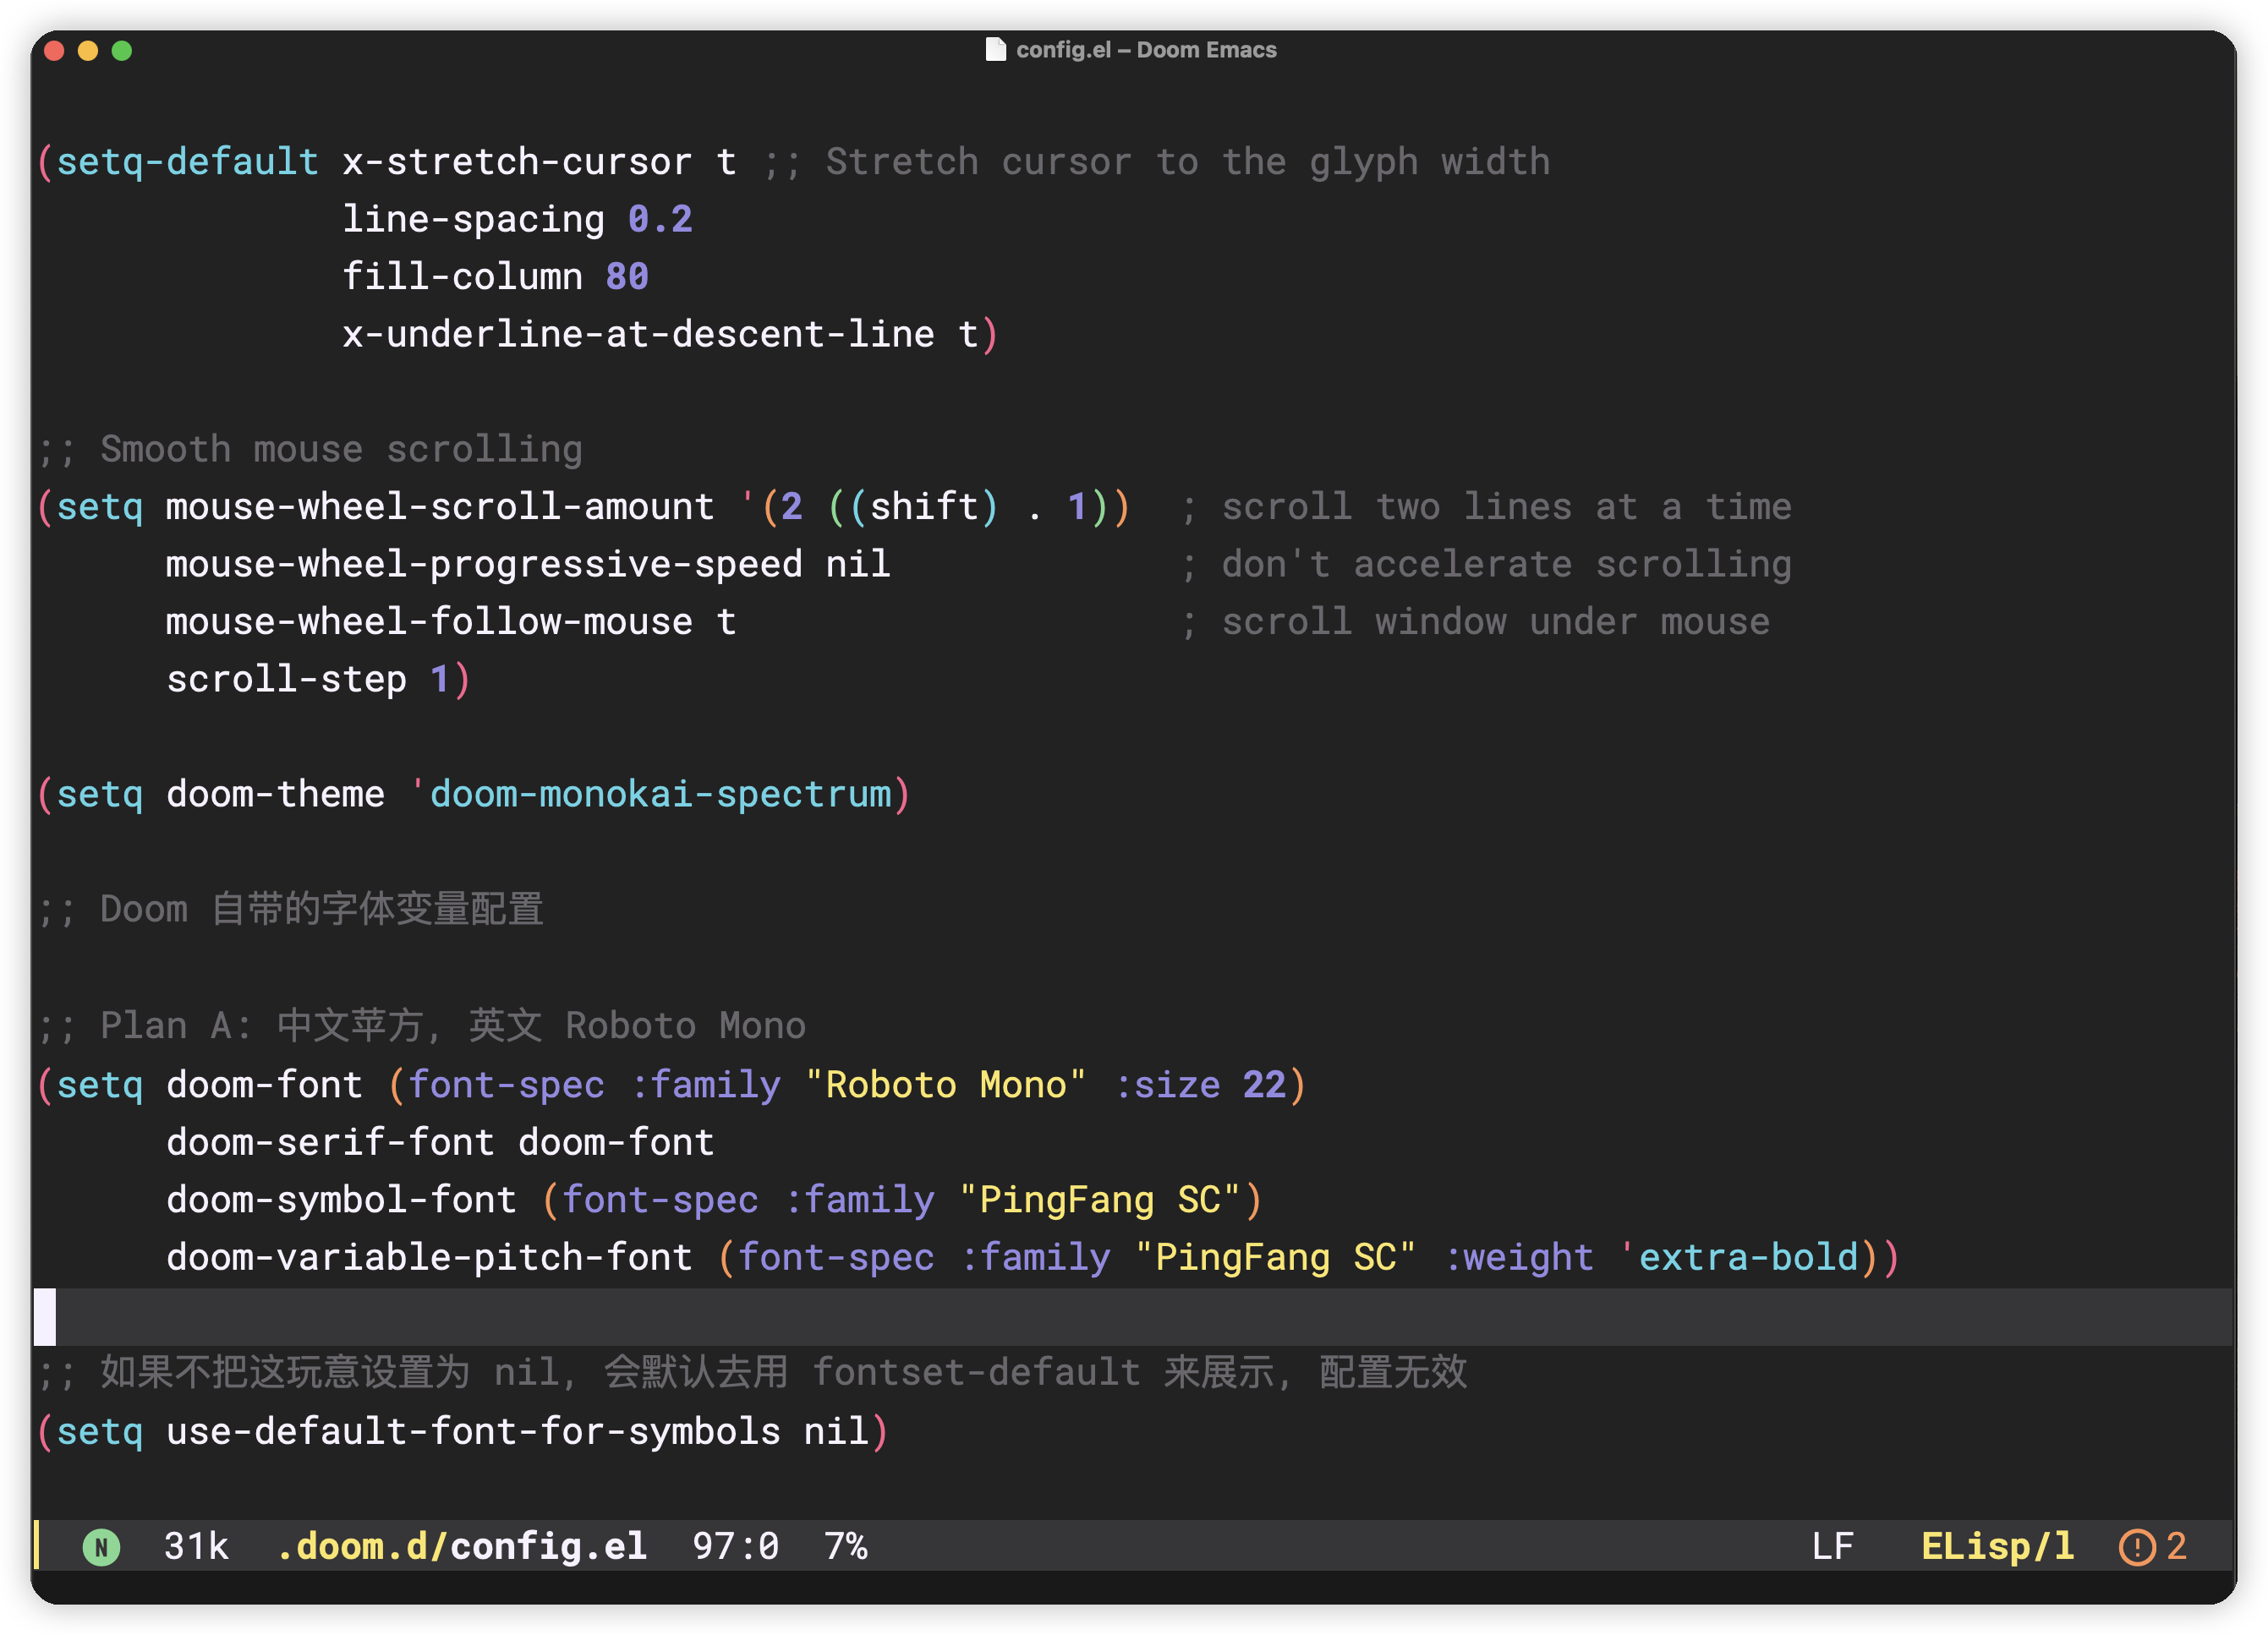 config.el – Doom Emacs
(setq-default x-stretch-cursor t ;; Stretch cursor to the glyph width
              line-spacing 0.2
              fill-column 80
              x-underline-at-descent-line t)
;; Smooth mouse scrolling
(setq mouse-wheel-scroll-amount '(2 ((shift) . 1))  ; scroll two lines at a time
      mouse-wheel-progressive-speed nil             ; don't accelerate scrolling
      mouse-wheel-follow-mouse t                    ; scroll window under mouse
      scroll-step 1)
(setq doom-theme 'doom-monokai-spectrum)
;; Doom 自带的字体变量配置
;; Plan A: 中文苹方, 英文 Roboto Mono
(setq doom-font (font-spec :family "Roboto Mono" :size 22)
      doom-serif-font doom-font
      doom-symbol-font (font-spec :family "PingFang SC")
      doom-variable-pitch-font (font-spec :family "PingFang SC" :weight 'extra-bold))
;; 如果不把这玩意设置为 nil, 会默认去用 fontset-default 来展示, 配置无效
(setq use-default-font-for-symbols nil)
N 31k .doom.d/config.el 97:0 7% LF ELisp/l ! 2